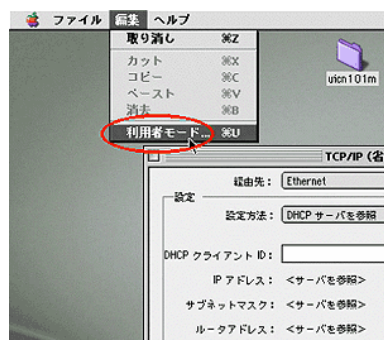 ファイル 編集 ヘルプ
取り消し ⌘Z
カット ⌘X
コピー ⌘C
ペースト ⌘V
消去 ⌘B
利用者モード... ⌘U
uicn101m
TCP/IP (省
経由先： Ethernet
設定
設定方法： DHCP サーバを参照
DHCP クライアント ID：
IP アドレス： <サーバを参照>
サブネットマスク： <サーバを参照>
ルータアドレス： <サーバを参照>